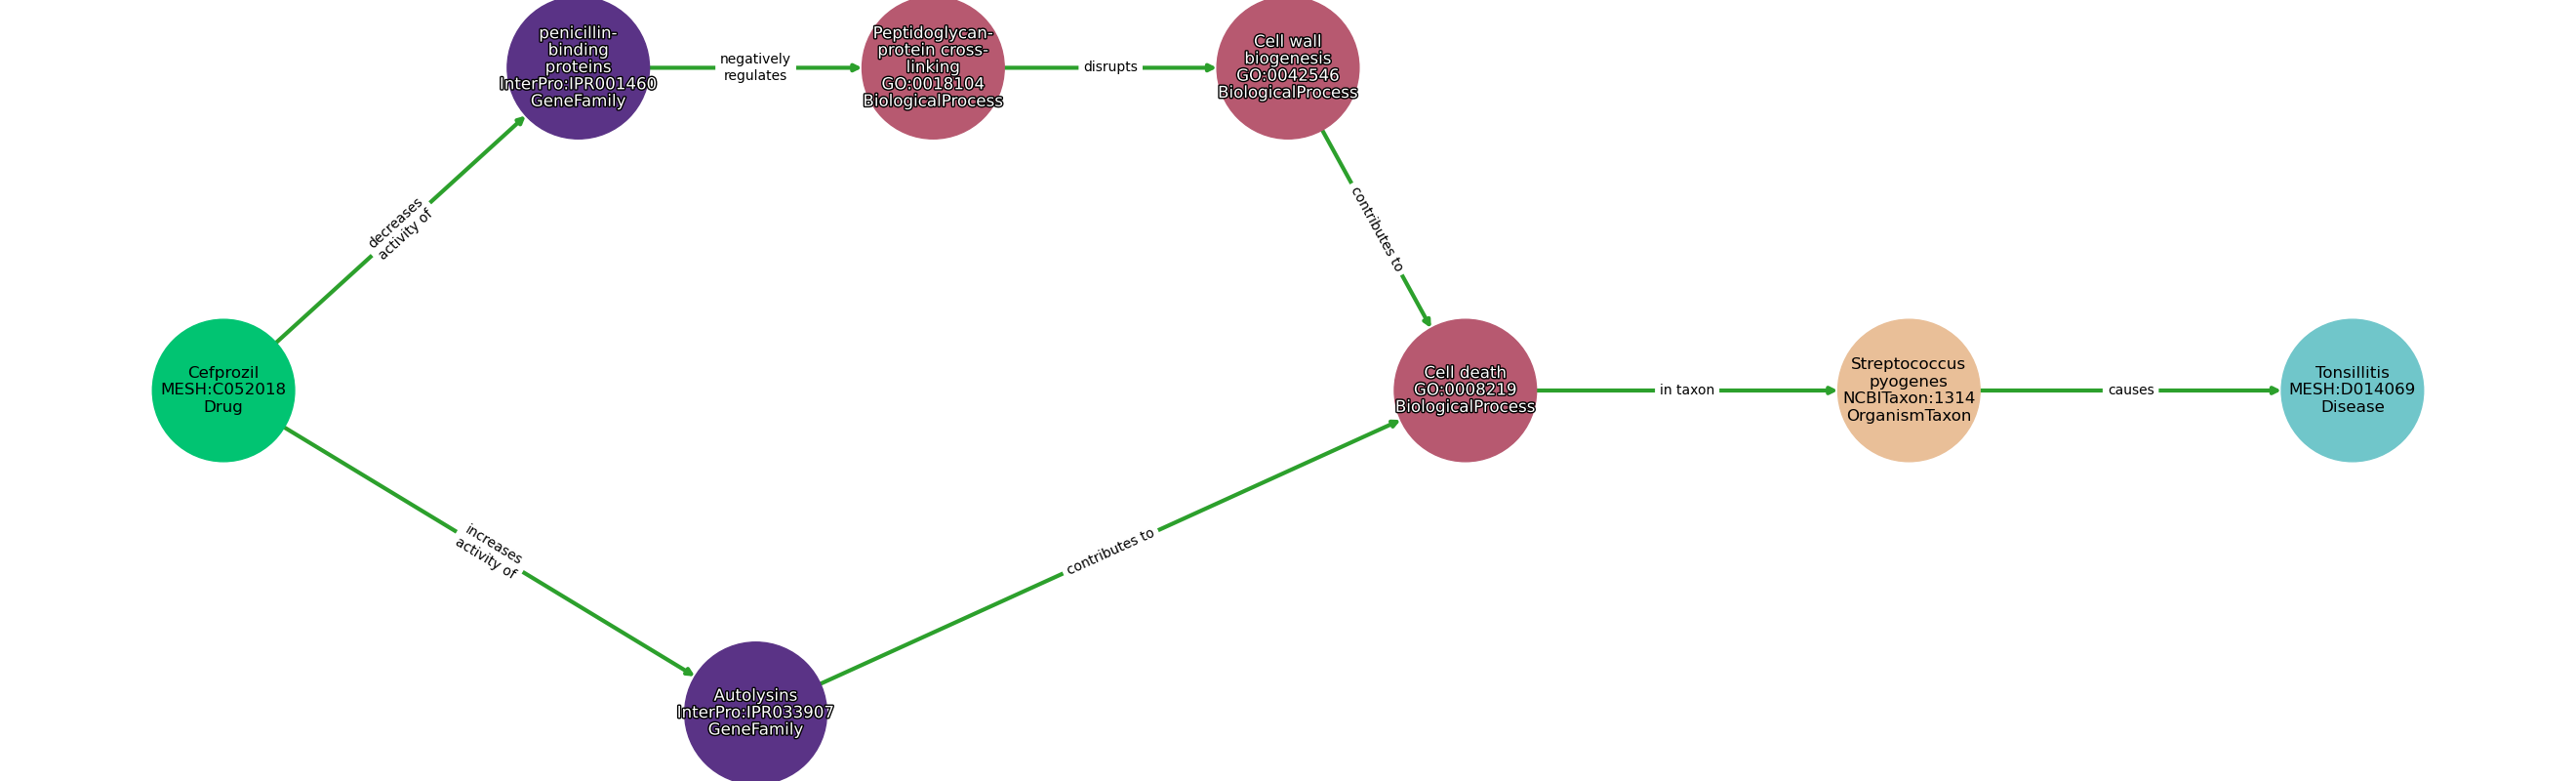 penicillin-
binding
proteins
InterPro:IPR001460
GeneFamily
negatively
regulates
Peptidoglycan-
protein cross-
linking
GO:0018104
BiologicalProcess
disrupts
Cell wall
biogenesis
GO:0042546
BiologicalProcess
decreases
activity of
contributes to
Cefprozil
MESH:C052018
Drug
Cell death
GO:0008219
BiologicalProcess
in taxon
Streptococcus
pyogenes
NCBITaxon:1314
OrganismTaxon
causes
Tonsillitis
MESH:D014069
Disease
increases
activity of
contributes to
Autolysins
InterPro:IPR033907
GeneFamily